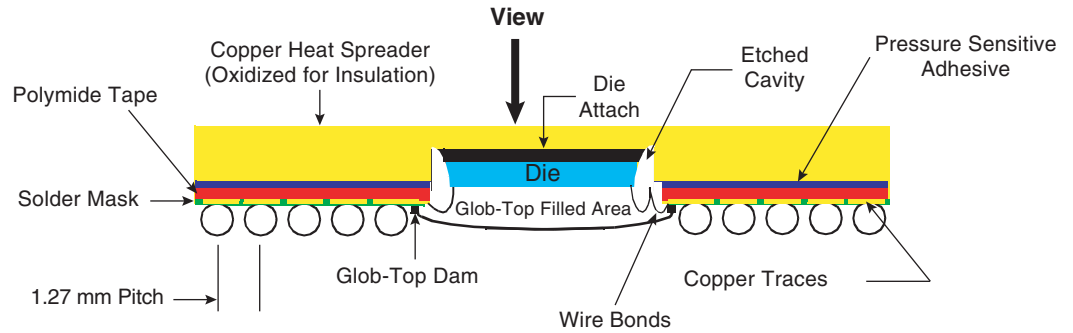 View
Copper Heat Spreader
(Oxidized for Insulation)
Etched
Cavity
Pressure Sensitive
Adhesive
Polymide Tape
Die
Attach
Die
Solder Mask
Glob-Top Filled Area
Glob-Top Dam
Copper Traces
1.27 mm Pitch
Wire Bonds